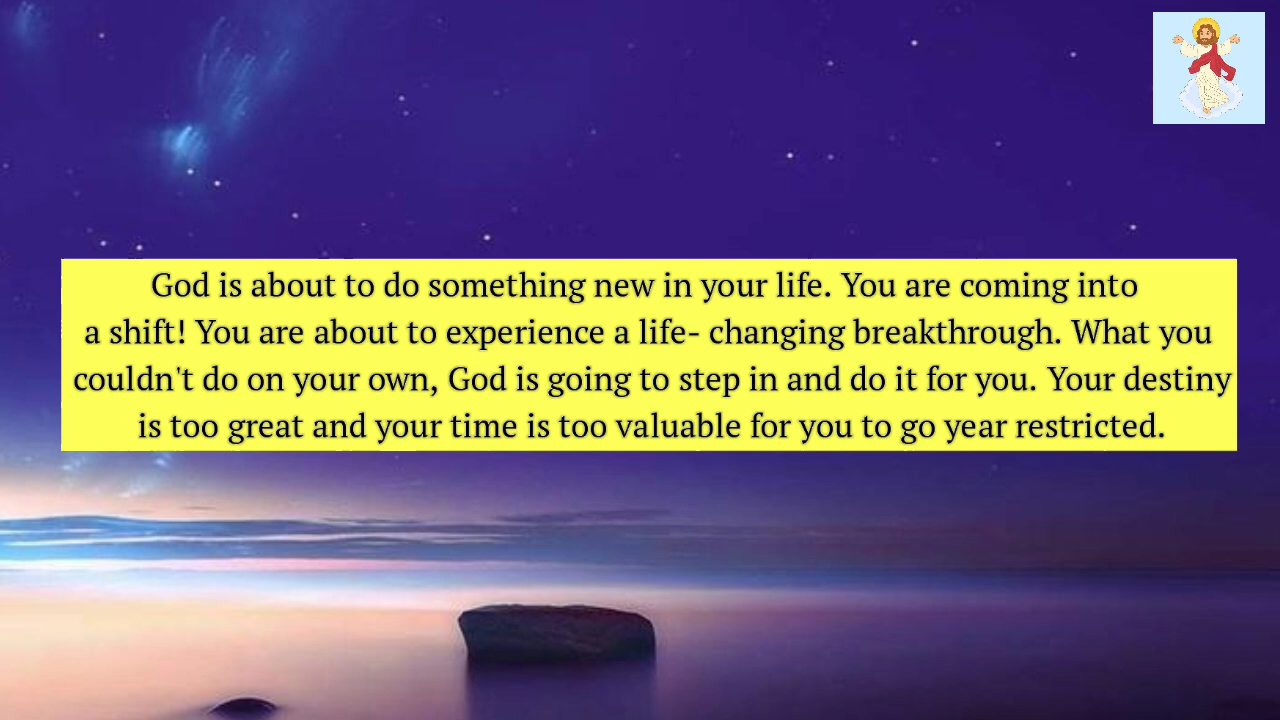 God is about to do something new in your life. You are coming into
a shift! You are about to experience a life- changing breakthrough. What you
couldn't do on your own, God is going to step in and do it for you. Your destiny
is too great and your time is too valuable for you to go year restricted.